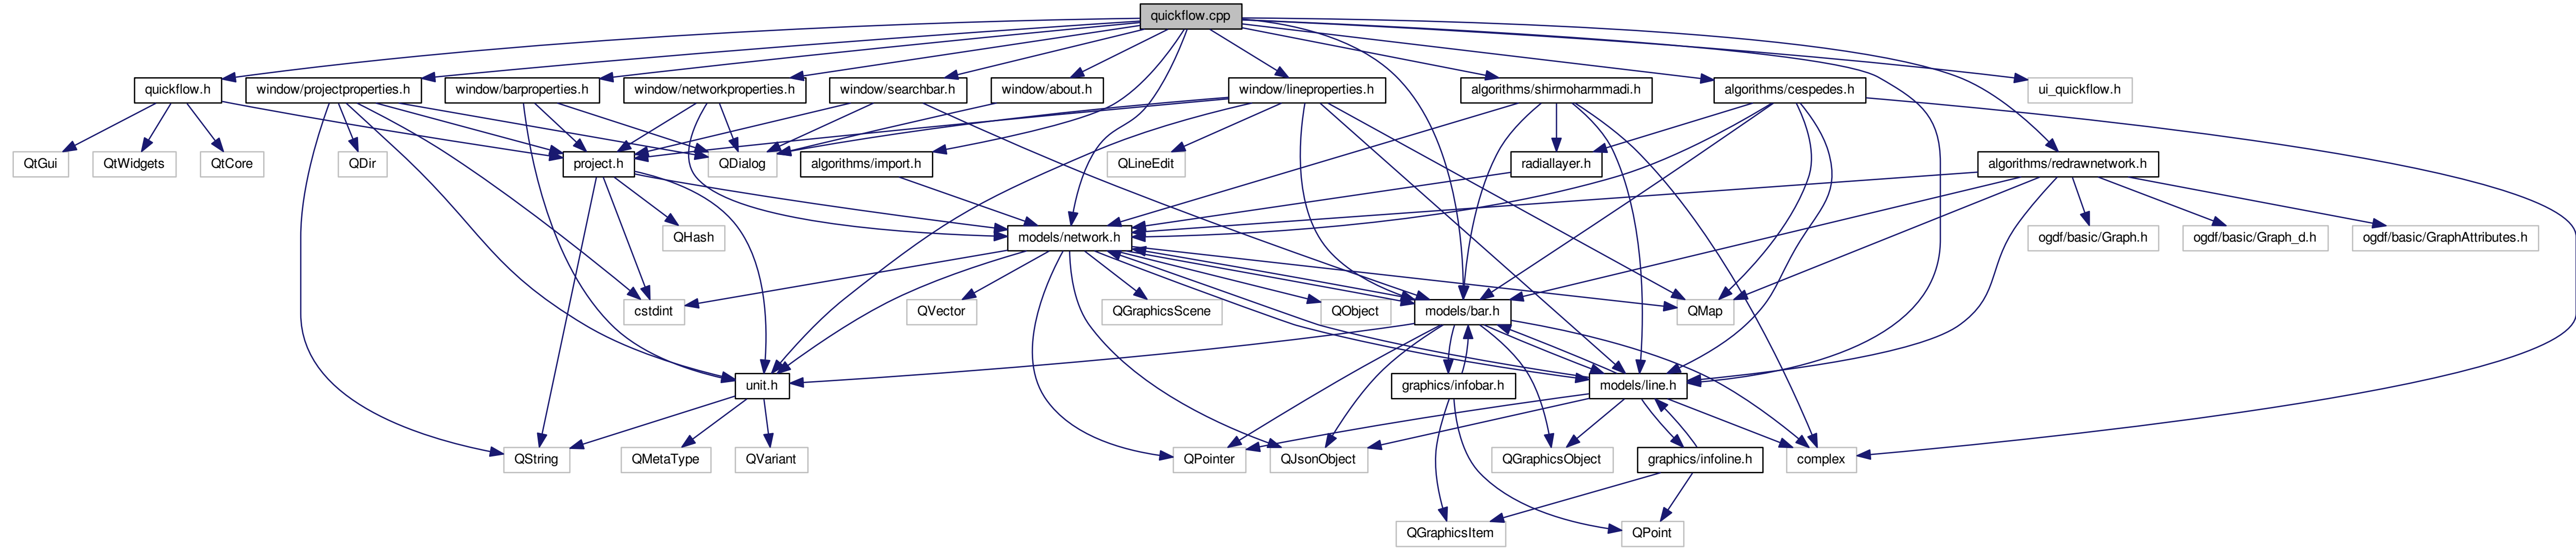 quickflow.cpp
quickflow.h
window/projectproperties.h
window/barproperties.h
window/networkproperties.h
window/searchbar.h
window/about.h
window/lineproperties.h
algorithms/shirmoharmmadi.h
algorithms/cespedes.h
ui_quickflow.h
QtGui
QtWidgets
QtCore
QDir
project.h
QDialog
algorithms/import.h
QLineEdit
radiallayer.h
algorithms/redrawnetwork.h
QHash
models/network.h
ogdf/basic/Graph.h
ogdf/basic/Graph_d.h
ogdf/basic/GraphAttributes.h
cstdint
QVector
QGraphicsScene
QObject
models/bar.h
QMap
unit.h
graphics/infobar.h
models/line.h
QString
QMetaType
QVariant
QPointer
QJsonObject
QGraphicsObject
graphics/infoline.h
complex
QGraphicsItem
QPoint